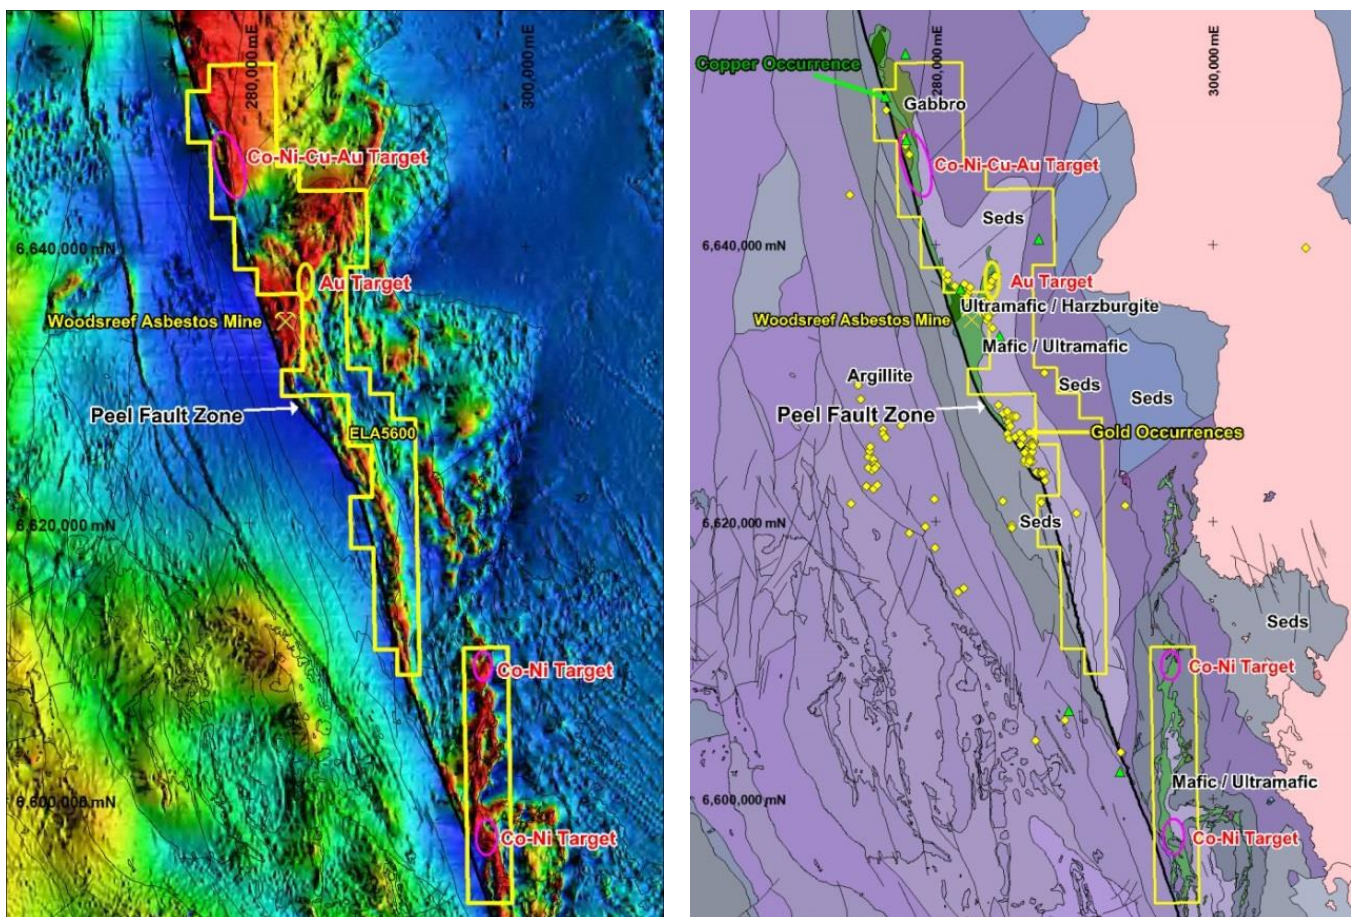 280,000 mE
300,000 mE
Co-Ni-Cu-Au Target
6,640,000 mN
Au Target
Woodsreef Asbestos Mine
Peel Fault Zone
ELA5600
6,620,000 mN
Co-Ni Target
6,600,000 mN
Co-Ni Target
280,000 mE
300,000 mE
Copper Occurrence
Gabbro
Co-Ni-Cu-Au Target
Seds
6,640,000 mN
Au Target
Ultramafic / Harzburgite
Woodsreef Asbestos Mine
Mafic / Ultramafic
Argillite
Seds
Seds
Peel Fault Zone
Gold Occurrences
6,620,000 mN
Seds
Seds
Co-Ni Target
Mafic / Ultramafic
6,600,000 mN
Co-Ni Target